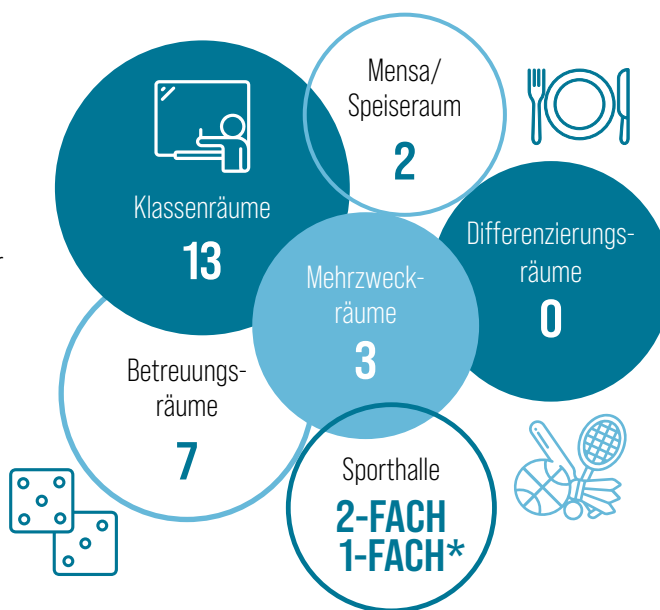 Mensa/
Speiseraum
2
Klassenräume
13
Differenzierungs-
räume
0
r
Mehrzweck-
räume
3
Betreuungs-
räume
7
Sporthalle
2-FACH
1-FACH*